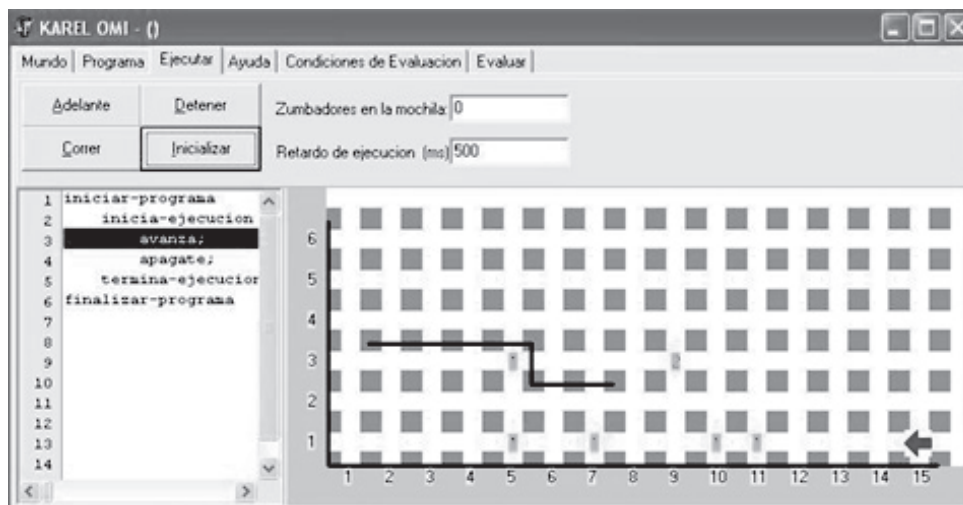 KAREL OMI - ()
Mundo Programa Ejecutar Ayuda Condiciones de Evaluacion Evaluar
Adelante Detener Zumbadores en la mochila: 0
Correr Inicializar Retardo de ejecucion (ms) 500
1 iniciar-programa
2 inicia-ejecucion
3 avanza;
4 apagate;
5 termina-ejecucion
6 finalizar-programa
7
8
9
10
11
12
13
14
6
5
4
3
2
1
1 2 3 4 5 6 7 8 9 10 11 12 13 14 15